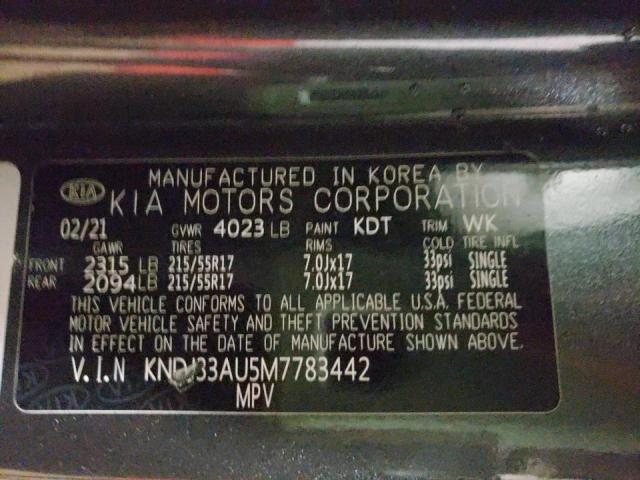 MANUFACTURED IN KOREA BY
KIA KIA MOTORS CORPORATION
02/21 GVWR 4023 LB PAINT KDT TRIM WK
GAWR TIRES RIMS COLD TIRE INFL
FRONT 2315 LB 215/55R17 7.0Jx17 33psi SINGLE
REAR 2094 LB 215/55R17 7.0Jx17 33psi SINGLE
THIS VEHICLE CONFORMS TO ALL APPLICABLE U.S.A. FEDERAL
MOTOR VEHICLE SAFETY AND THEFT PREVENTION STANDARDS
IN EFFECT ON THE DATE OF MANUFACTURE SHOWN ABOVE.
V.I.N KNDJ33AU5M7783442
MPV